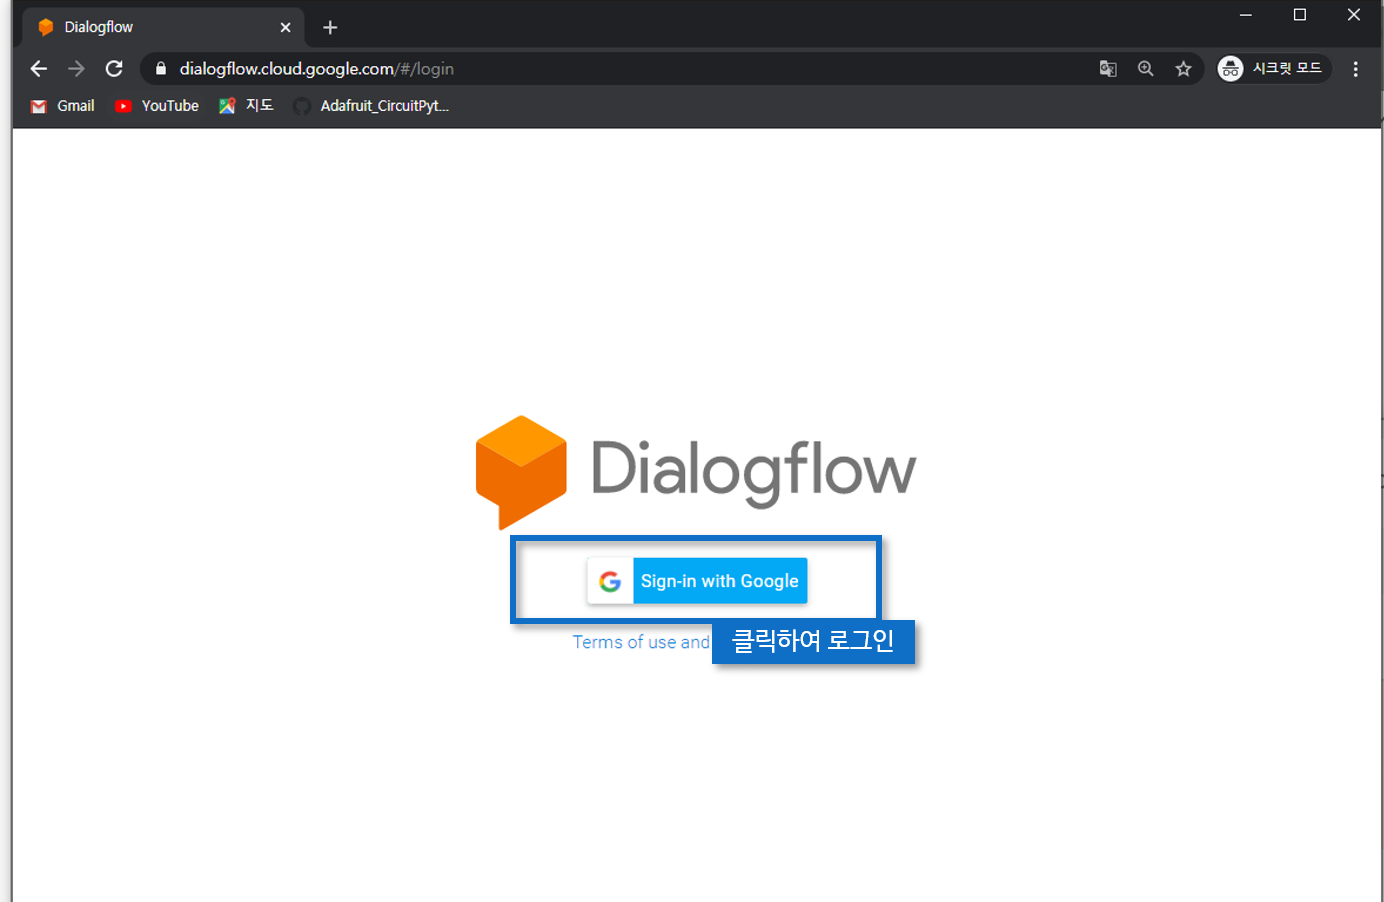 Dialogflow
dialogflow.cloud.google.com/#/login
시크릿 모드
Gmail
YouTube
지도
Adafruit_CircuitPyt...
Dialogflow
Sign-in with Google
Terms of use and
클릭하여 로그인